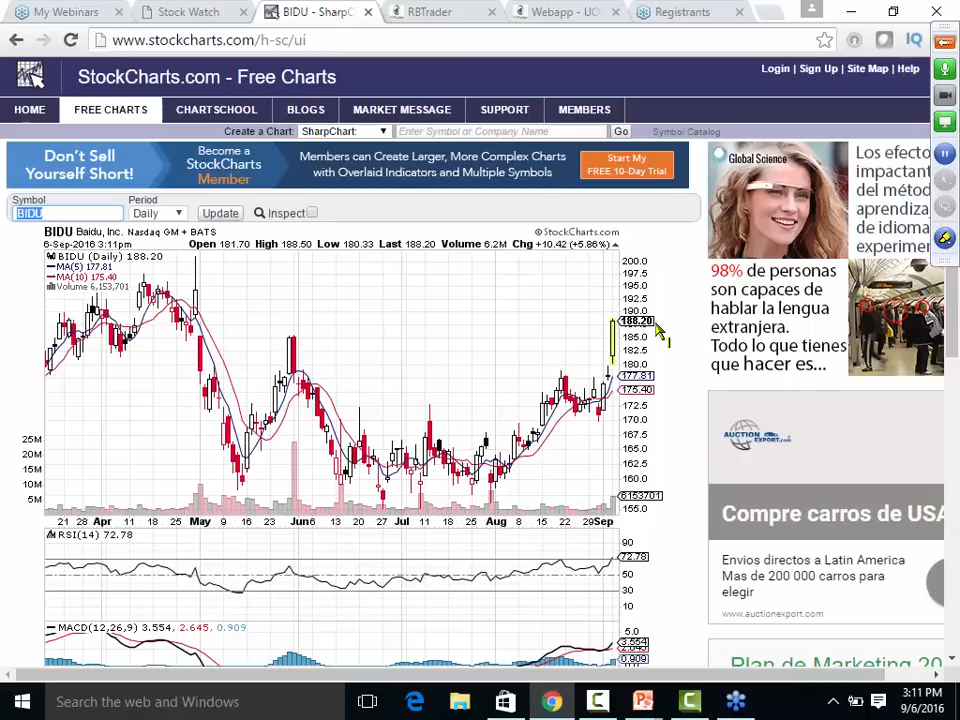 My Webinars
Stock Watch
BIDU - SharpC
RBTrader
Webapp - UO
Registrants
www.stockcharts.com/h-sc/ui
IQ
StockCharts.com - Free Charts
Login | Sign Up | Site Map | Help
HOME
FREE CHARTS
CHARTSCHOOL
BLOGS
MARKET MESSAGE
SUPPORT
MEMBERS
Create a Chart: SharpChart: Enter Symbol or Company Name Go Symbol Catalog
Don't Sell
Yourself Short!
Become a
StockCharts
Member
Members can Create Larger, More Complex Charts
with Overlaid Indicators and Multiple Symbols
Start My
FREE 10-Day Trial
Symbol
Period
BIDU
Daily
Update
Inspect
BIDU Baidu, Inc. Nasdaq GM + BATS
© StockCharts.com
6-Sep-2016 3:11pm
Open 181.70 High 188.50 Low 180.33 Last 188.20 Volume 6.2M Chg +10.42 (+5.86%)
BIDU (Daily) 188.20
MA(5) 177.81
MA(10) 175.40
Volume 6,153,701
200.0
197.5
195.0
192.5
190.0
188.20
185.0
182.5
180.0
177.81
175.40
172.5
170.0
167.5
165.0
162.5
160.0
155.0
25M
20M
15M
10M
5M
6153701
21 28 Apr 11 18 25 May 9 16 23 Jun 6 13 20 27 Jul 11 18 25 Aug 8 15 22 29 Sep
RSI(14) 72.78
90
72.78
50
30
10
MACD(12,26,9) 3.554, 2.645, 0.909
5.0
3.554
0.909
Global Science
Los efecto
impactant
del métod
aprendiza
de idioma
experimer
98% de personas
son capaces de
hablar la lengua
extranjera.
Todo lo que tienes
que hacer es...
AUCTION EXPORT.com
Compre carros de USA
Envios directos a Latin America
Mas de 200 000 carros para
elegir
www.auctionexport.com
Plan de Marketing 20
Search the web and Windows
3:11 PM
9/6/2016